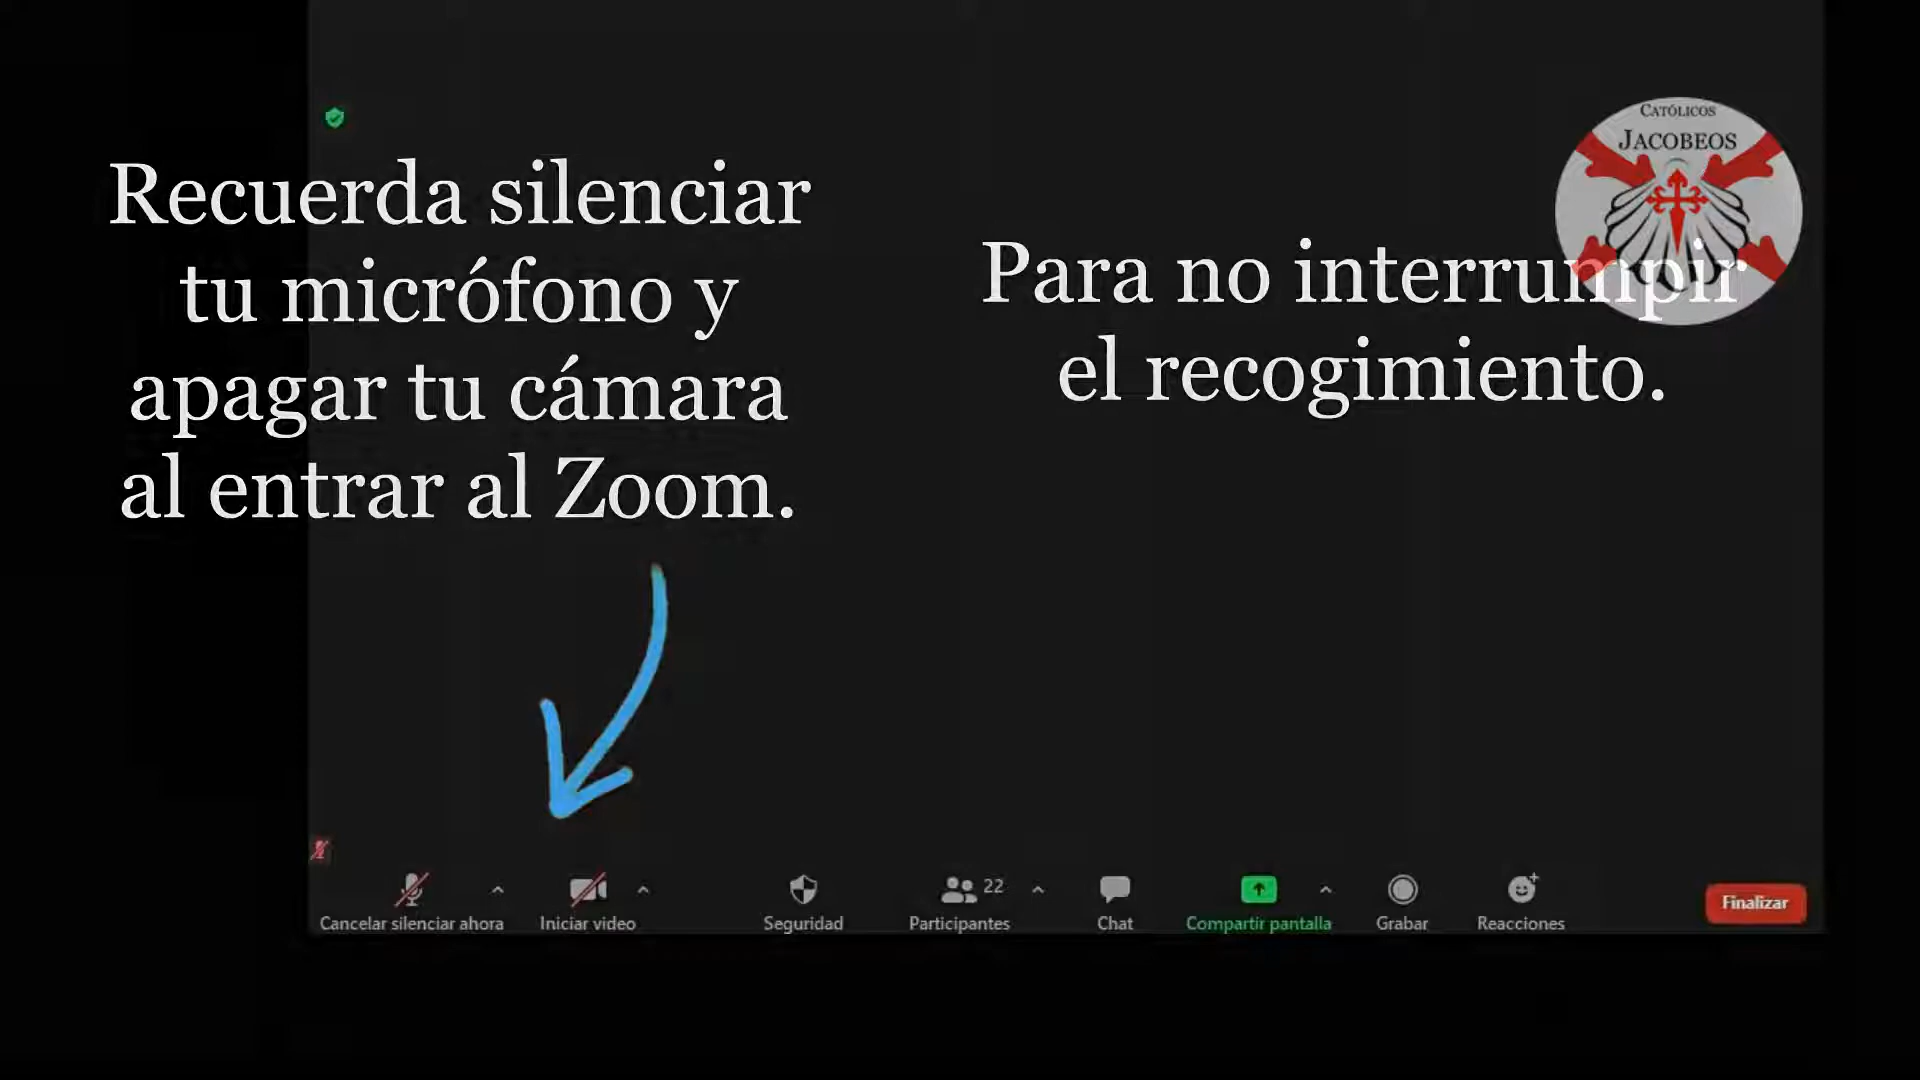 Recuerda silenciar
tu micrófono y
apagar tu cámara
al entrar al Zoom.
Para no interrumpir
el recogimiento.
CATÓLICOS
JACOBEOS
Cancelar silenciar ahora
Iniciar video
Seguridad
22
Participantes
Chat
Compartir pantalla
Grabar
Reacciones
Finalizar